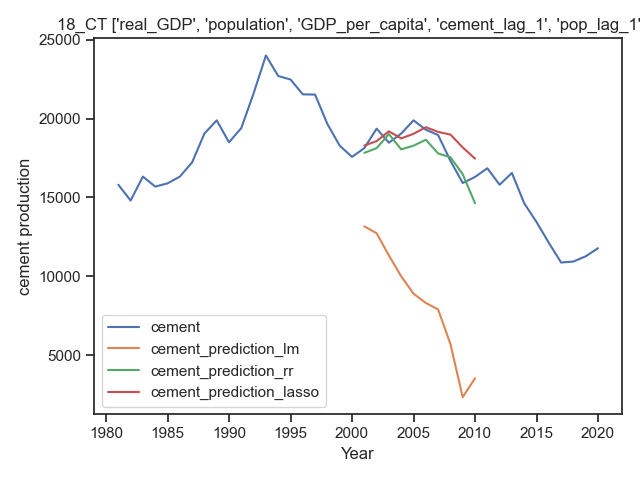 18_CT ['real_GDP', 'population', 'GDP_per_capita', 'cement_lag_1', 'pop_lag_1'
25000
20000
15000
10000
5000
cement production
cement
cement_prediction_lm
cement_prediction_rr
cement_prediction_lasso
1980 1985 1990 1995 2000 2005 2010 2015 2020
Year